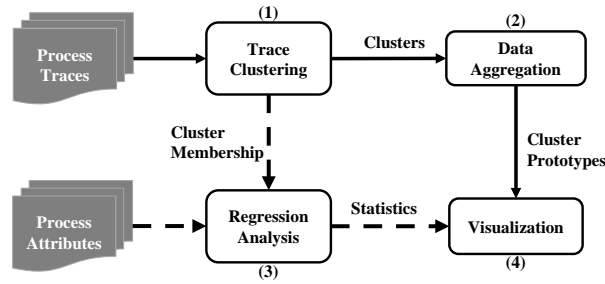 (1)
(2)
Process
Traces
Trace
Clustering
Clusters
Data
Aggregation
Cluster
Membership
Cluster
Prototypes
Process
Attributes
Regression
Analysis
Statistics
Visualization
(3)
(4)